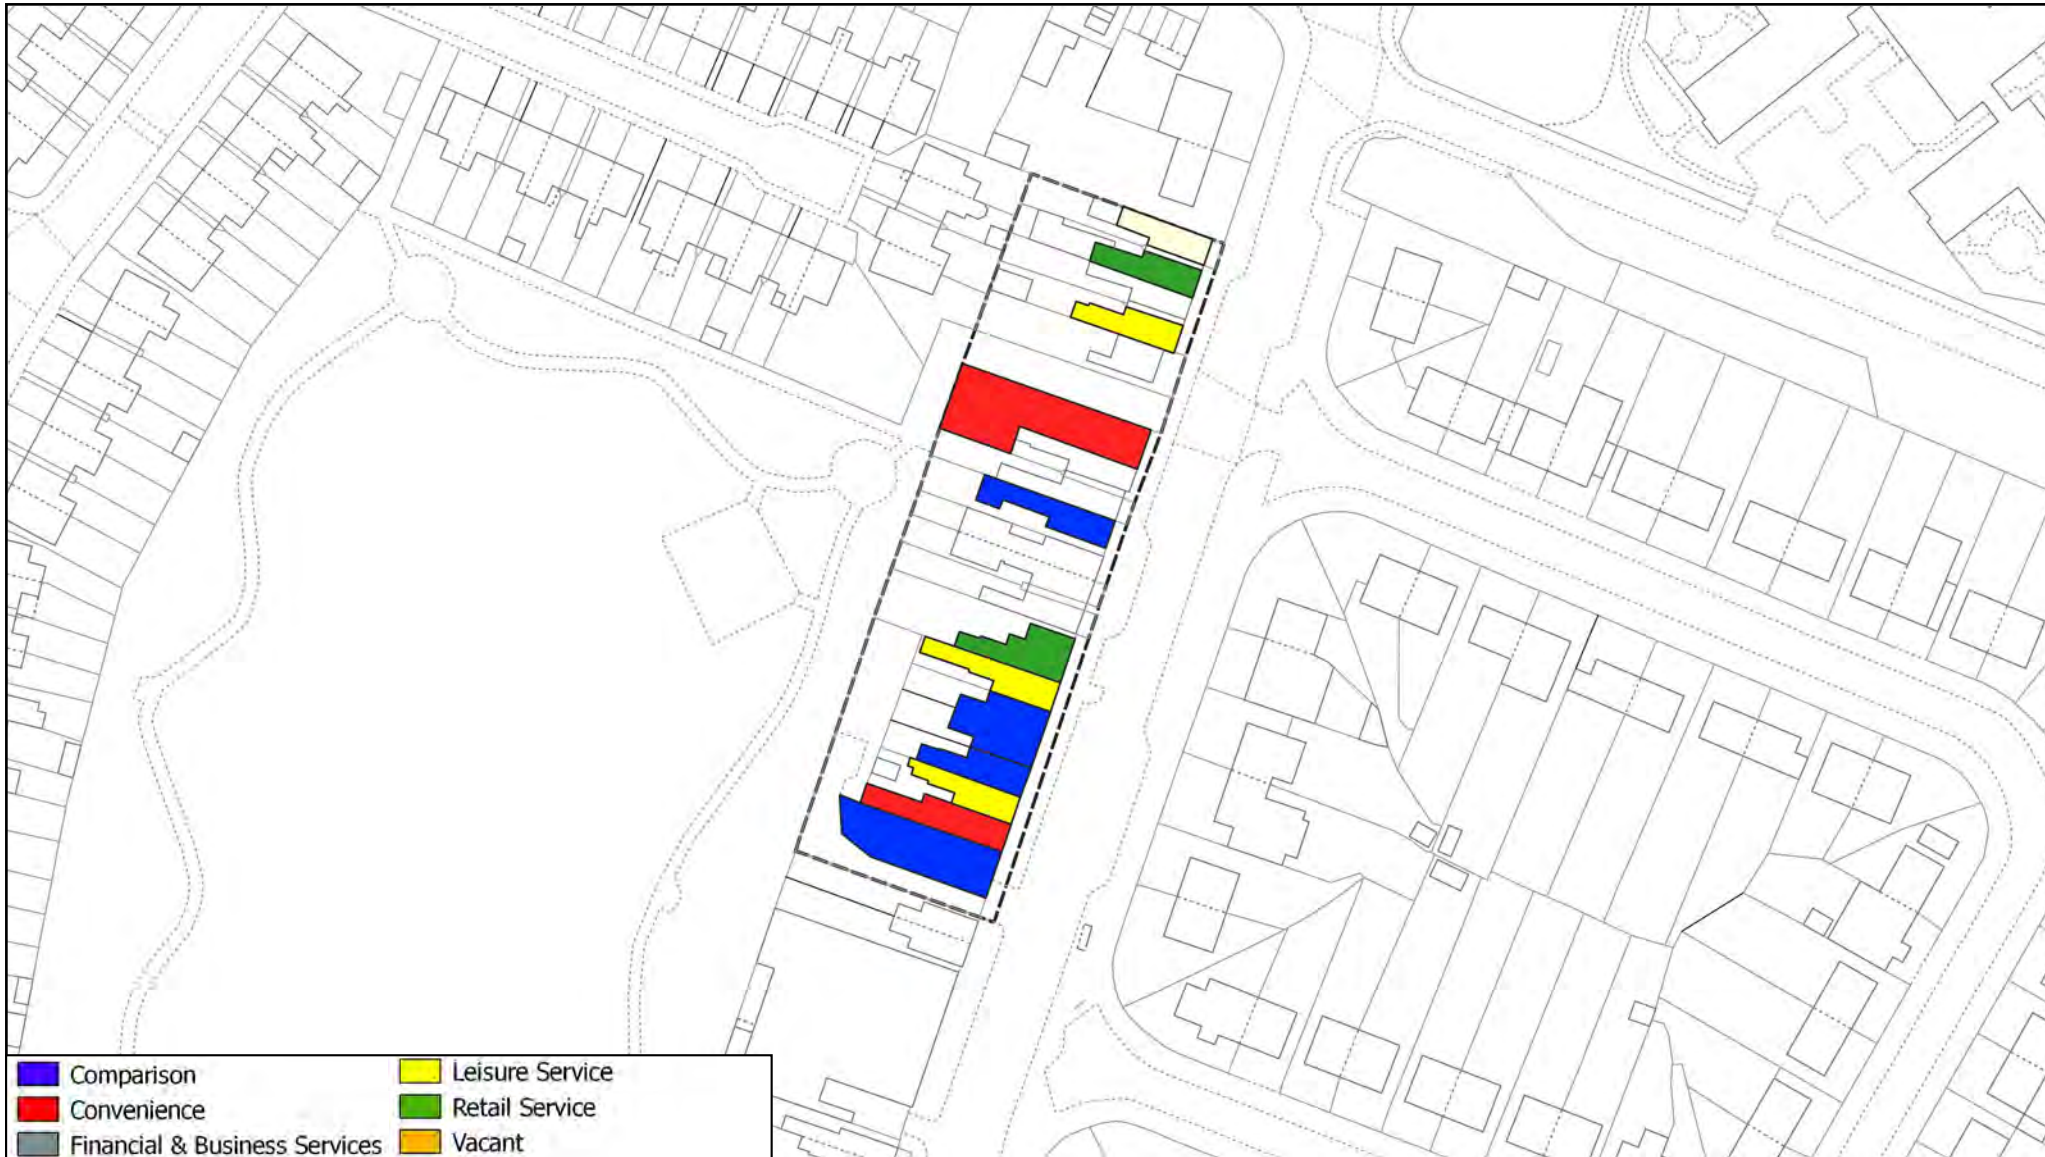 Comparison
Convenience
Financial & Business Services
Leisure Service
Retail Service
Vacant